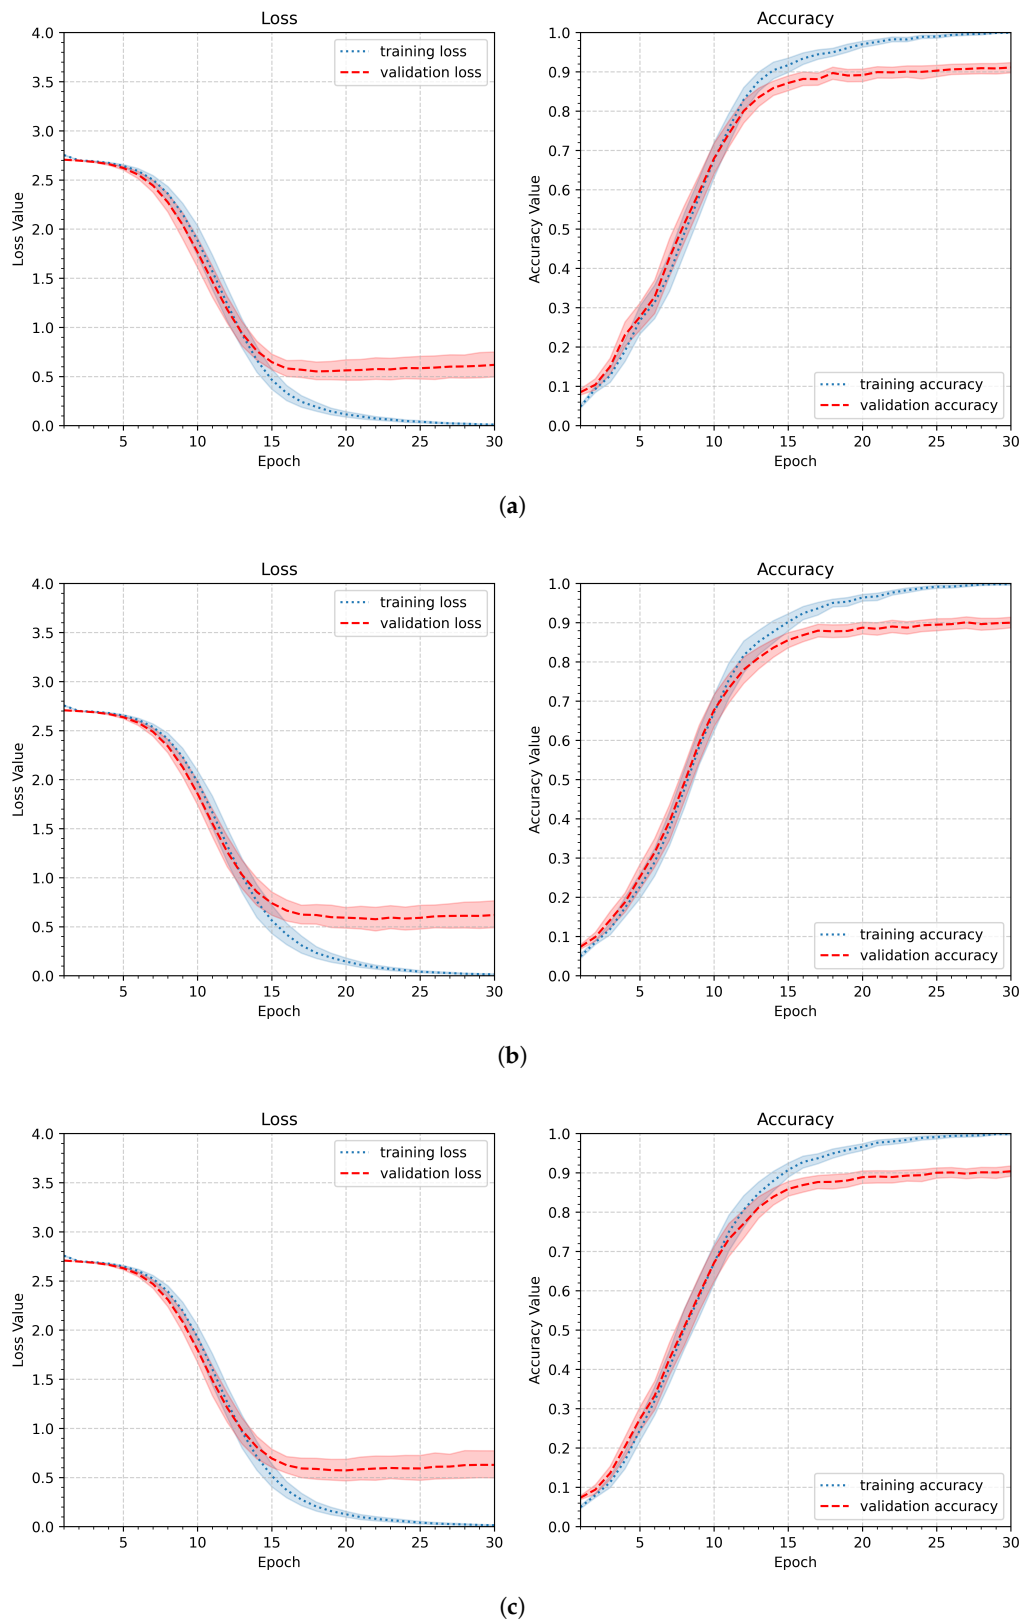 Loss
Accuracy
4.0
3.5
3.0
2.5
2.0
1.5
1.0
0.5
0.0
Loss Value
training loss
validation loss
5 10 15 20 25 30
Epoch
1.0
0.9
0.8
0.7
0.6
0.5
0.4
0.3
0.2
0.1
0.0
Accuracy Value
training accuracy
validation accuracy
5 10 15 20 25 30
Epoch
(a)
Loss
Accuracy
4.0
3.5
3.0
2.5
2.0
1.5
1.0
0.5
0.0
Loss Value
training loss
validation loss
5 10 15 20 25 30
Epoch
1.0
0.9
0.8
0.7
0.6
0.5
0.4
0.3
0.2
0.1
0.0
Accuracy Value
training accuracy
validation accuracy
5 10 15 20 25 30
Epoch
(b)
Loss
Accuracy
4.0
3.5
3.0
2.5
2.0
1.5
1.0
0.5
0.0
Loss Value
training loss
validation loss
5 10 15 20 25 30
Epoch
1.0
0.9
0.8
0.7
0.6
0.5
0.4
0.3
0.2
0.1
0.0
Accuracy Value
training accuracy
validation accuracy
5 10 15 20 25 30
Epoch
(c)